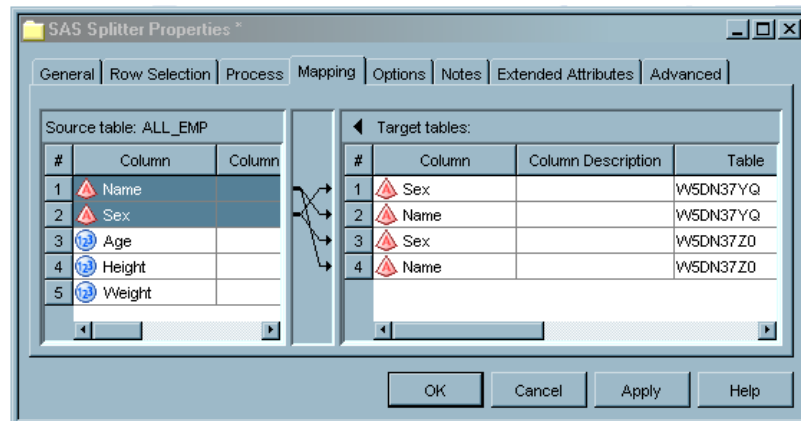 SAS Splitter Properties *
General Row Selection Process Mapping Options Notes Extended Attributes Advanced
Source table: ALL_EMP
Target tables:
# Column Column
# Column Column Description Table
1 Name
1 Sex W5DN37YQ
2 Sex
2 Name W5DN37YQ
3 Age
3 Sex W5DN37Z0
4 Height
4 Name W5DN37Z0
5 Weight
OK Cancel Apply Help